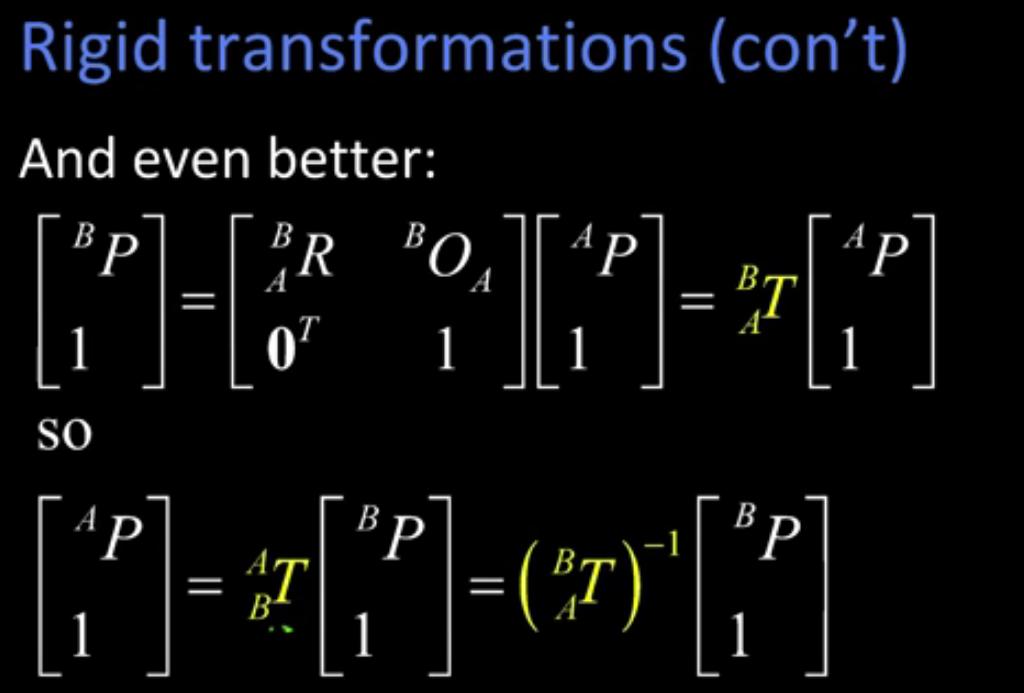 Rigid transformations (con’t)
And even better:
$\begin{bmatrix} {}^{B}P \\ 1 \end{bmatrix} = \begin{bmatrix} {}^{B}_{A}R & {}^{B}O_{A} \\ \mathbf{0}^{T} & 1 \end{bmatrix} \begin{bmatrix} {}^{A}P \\ 1 \end{bmatrix} = {}^{B}_{A}T \begin{bmatrix} {}^{A}P \\ 1 \end{bmatrix}$
so
$\begin{bmatrix} {}^{A}P \\ 1 \end{bmatrix} = {}^{A}_{B}T \begin{bmatrix} {}^{B}P \\ 1 \end{bmatrix} = \left( {}^{B}_{A}T \right)^{-1} \begin{bmatrix} {}^{B}P \\ 1 \end{bmatrix}$